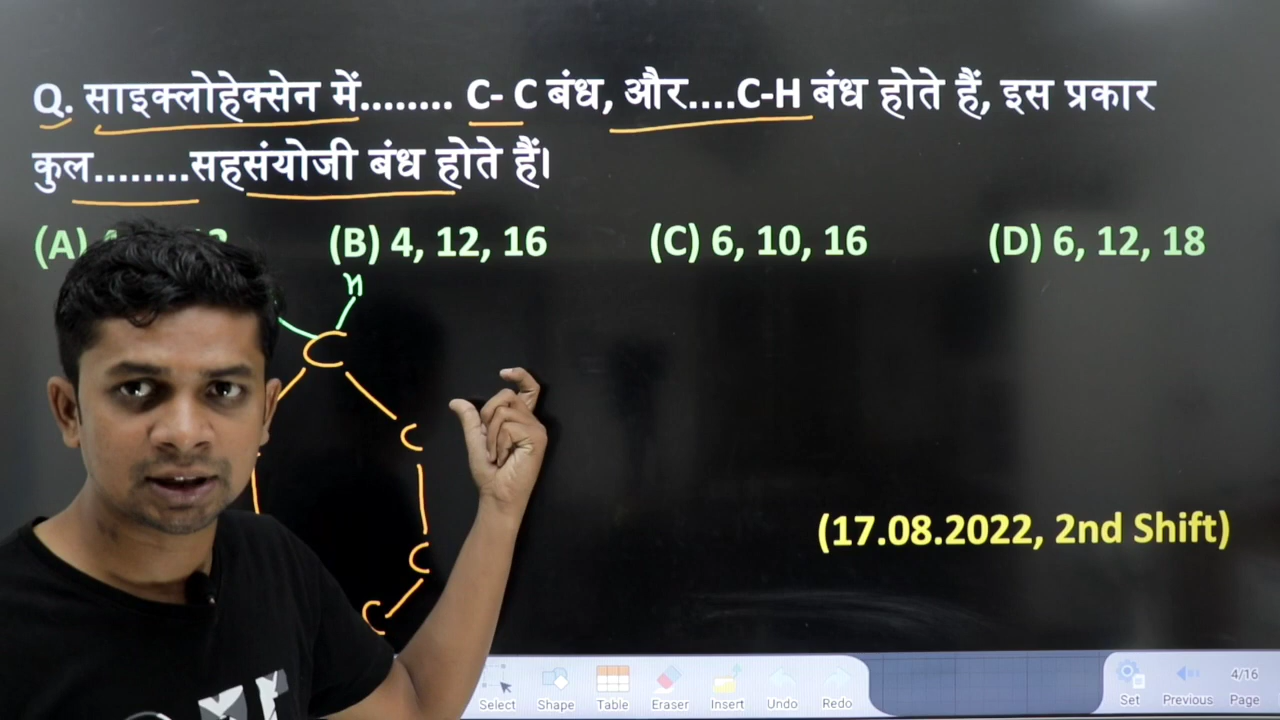 Q. साइक्लोहेक्सेन में........ C- C बंध, और....C-H बंध होते हैं, इस प्रकार
कुल.........सहसंयोजी बंध होते हैं।
(A) (B) 4, 12, 16 (C) 6, 10, 16 (D) 6, 12, 18
C
C
C
C
(17.08.2022, 2nd Shift)
Select Shape Table Eraser Insert Undo Redo Set Previous 4/16 Page